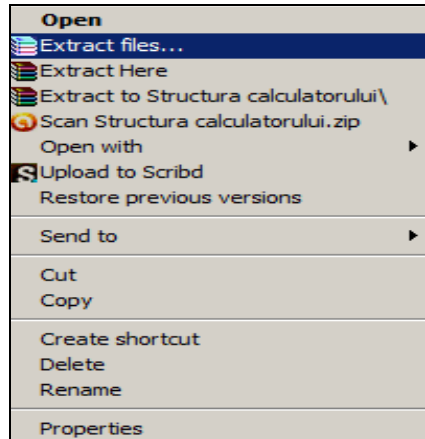 Open
Extract files...
Extract Here
Extract to Structura calculatorului\
Scan Structura calculatorului.zip
Open with
Upload to Scribd
Restore previous versions
Send to
Cut
Copy
Create shortcut
Delete
Rename
Properties